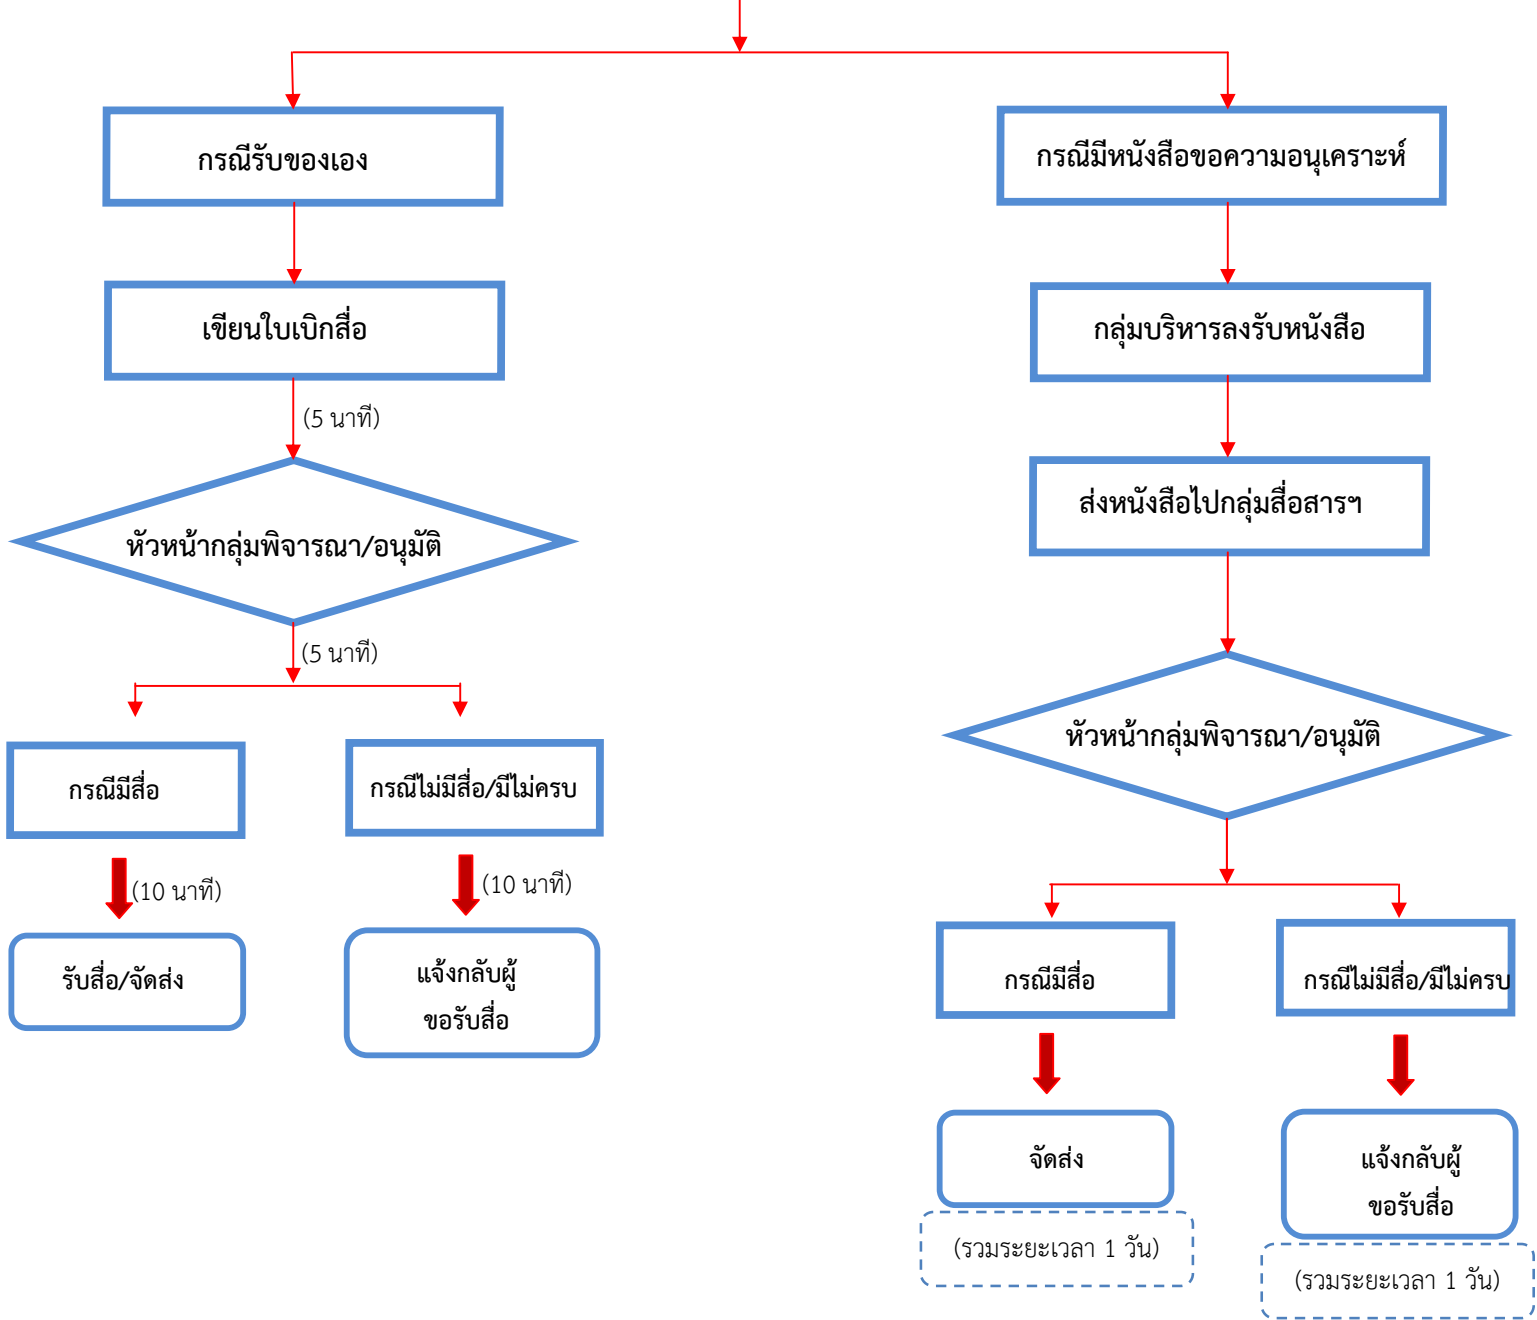 กรณีรับของเอง
กรณีมีหนังสือขอความอนุเคราะห์
เขียนใบเบิกสื่อ
กลุ่มบริหารลงรับหนังสือ
(5 นาที)
ส่งหนังสือไปกลุ่มสื่อสารฯ
หัวหน้ากลุ่มพิจารณา/อนุมัติ
(5 นาที)
หัวหน้ากลุ่มพิจารณา/อนุมัติ
กรณีมีสื่อ
กรณีไม่มีสื่อ/มีไม่ครบ
(10 นาที)
(10 นาที)
รับสื่อ/จัดส่ง
แจ้งกลับผู้
ขอรับสื่อ
กรณีมีสื่อ
กรณีไม่มีสื่อ/มีไม่ครบ
จัดส่ง
แจ้งกลับผู้
ขอรับสื่อ
(รวมระยะเวลา 1 วัน)
(รวมระยะเวลา 1 วัน)